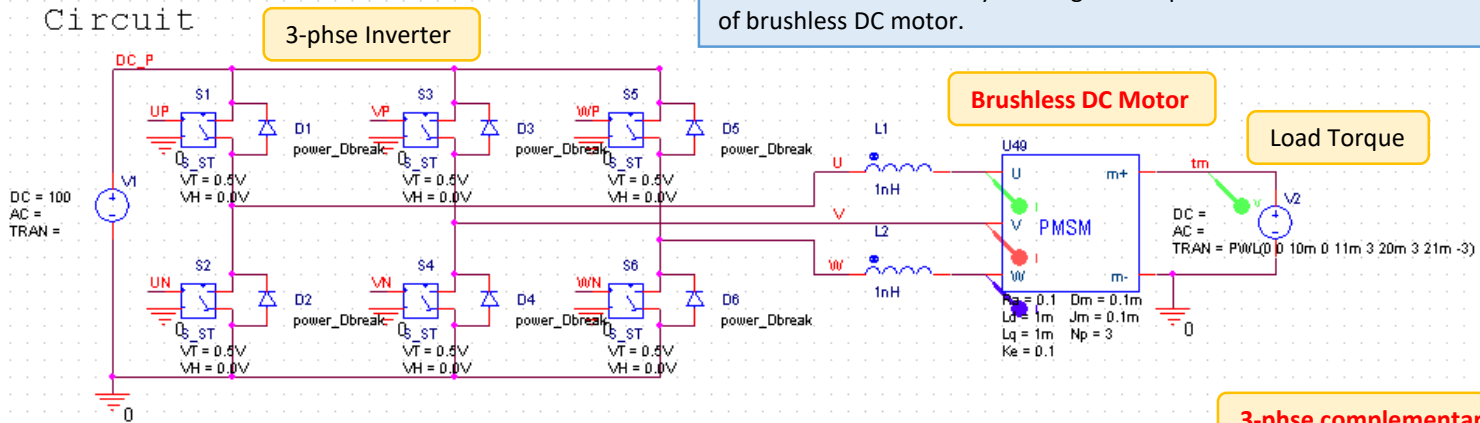 Circuit
of brushless DC motor.
3-phse Inverter
DC_P
Brushless DC Motor
Load Torque
S1
S3
S5
UP
VP
WP
D1
power_Dbreak
D3
power_Dbreak
D5
power_Dbreak
0
S_ST
VT = 0.5V
VH = 0.0V
0
S_ST
VT = 0.5V
VH = 0.0V
0
S_ST
VT = 0.5V
VH = 0.0V
V1
DC = 100
AC =
TRAN =
L1
1nH
U
V
L2
1nH
W
U49
U
V
W
PMSM
m+
m-
tm
V2
DC =
AC =
TRAN = PWL(0 0 10m 0 11m 3 20m 3 21m -3)
I
I
V
S2
S4
S6
UN
VN
WN
D2
power_Dbreak
D4
power_Dbreak
D6
power_Dbreak
0
S_ST
VT = 0.5V
VH = 0.0V
0
S_ST
VT = 0.5V
VH = 0.0V
0
S_ST
VT = 0.5V
VH = 0.0V
Ra = 0.1 Dm = 0.1m
Ld = 1m Jm = 0.1m
Lq = 1m Np = 3
Ke = 0.1
0
0